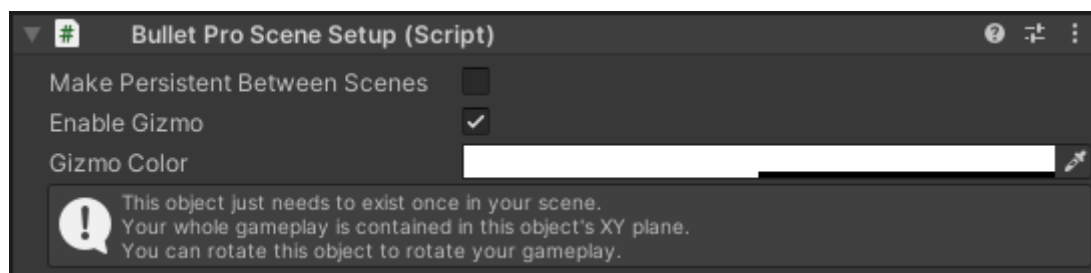 Bullet Pro Scene Setup (Script)
Make Persistent Between Scenes
Enable Gizmo
Gizmo Color
This object just needs to exist once in your scene.
Your whole gameplay is contained in this object's XY plane.
You can rotate this object to rotate your gameplay.